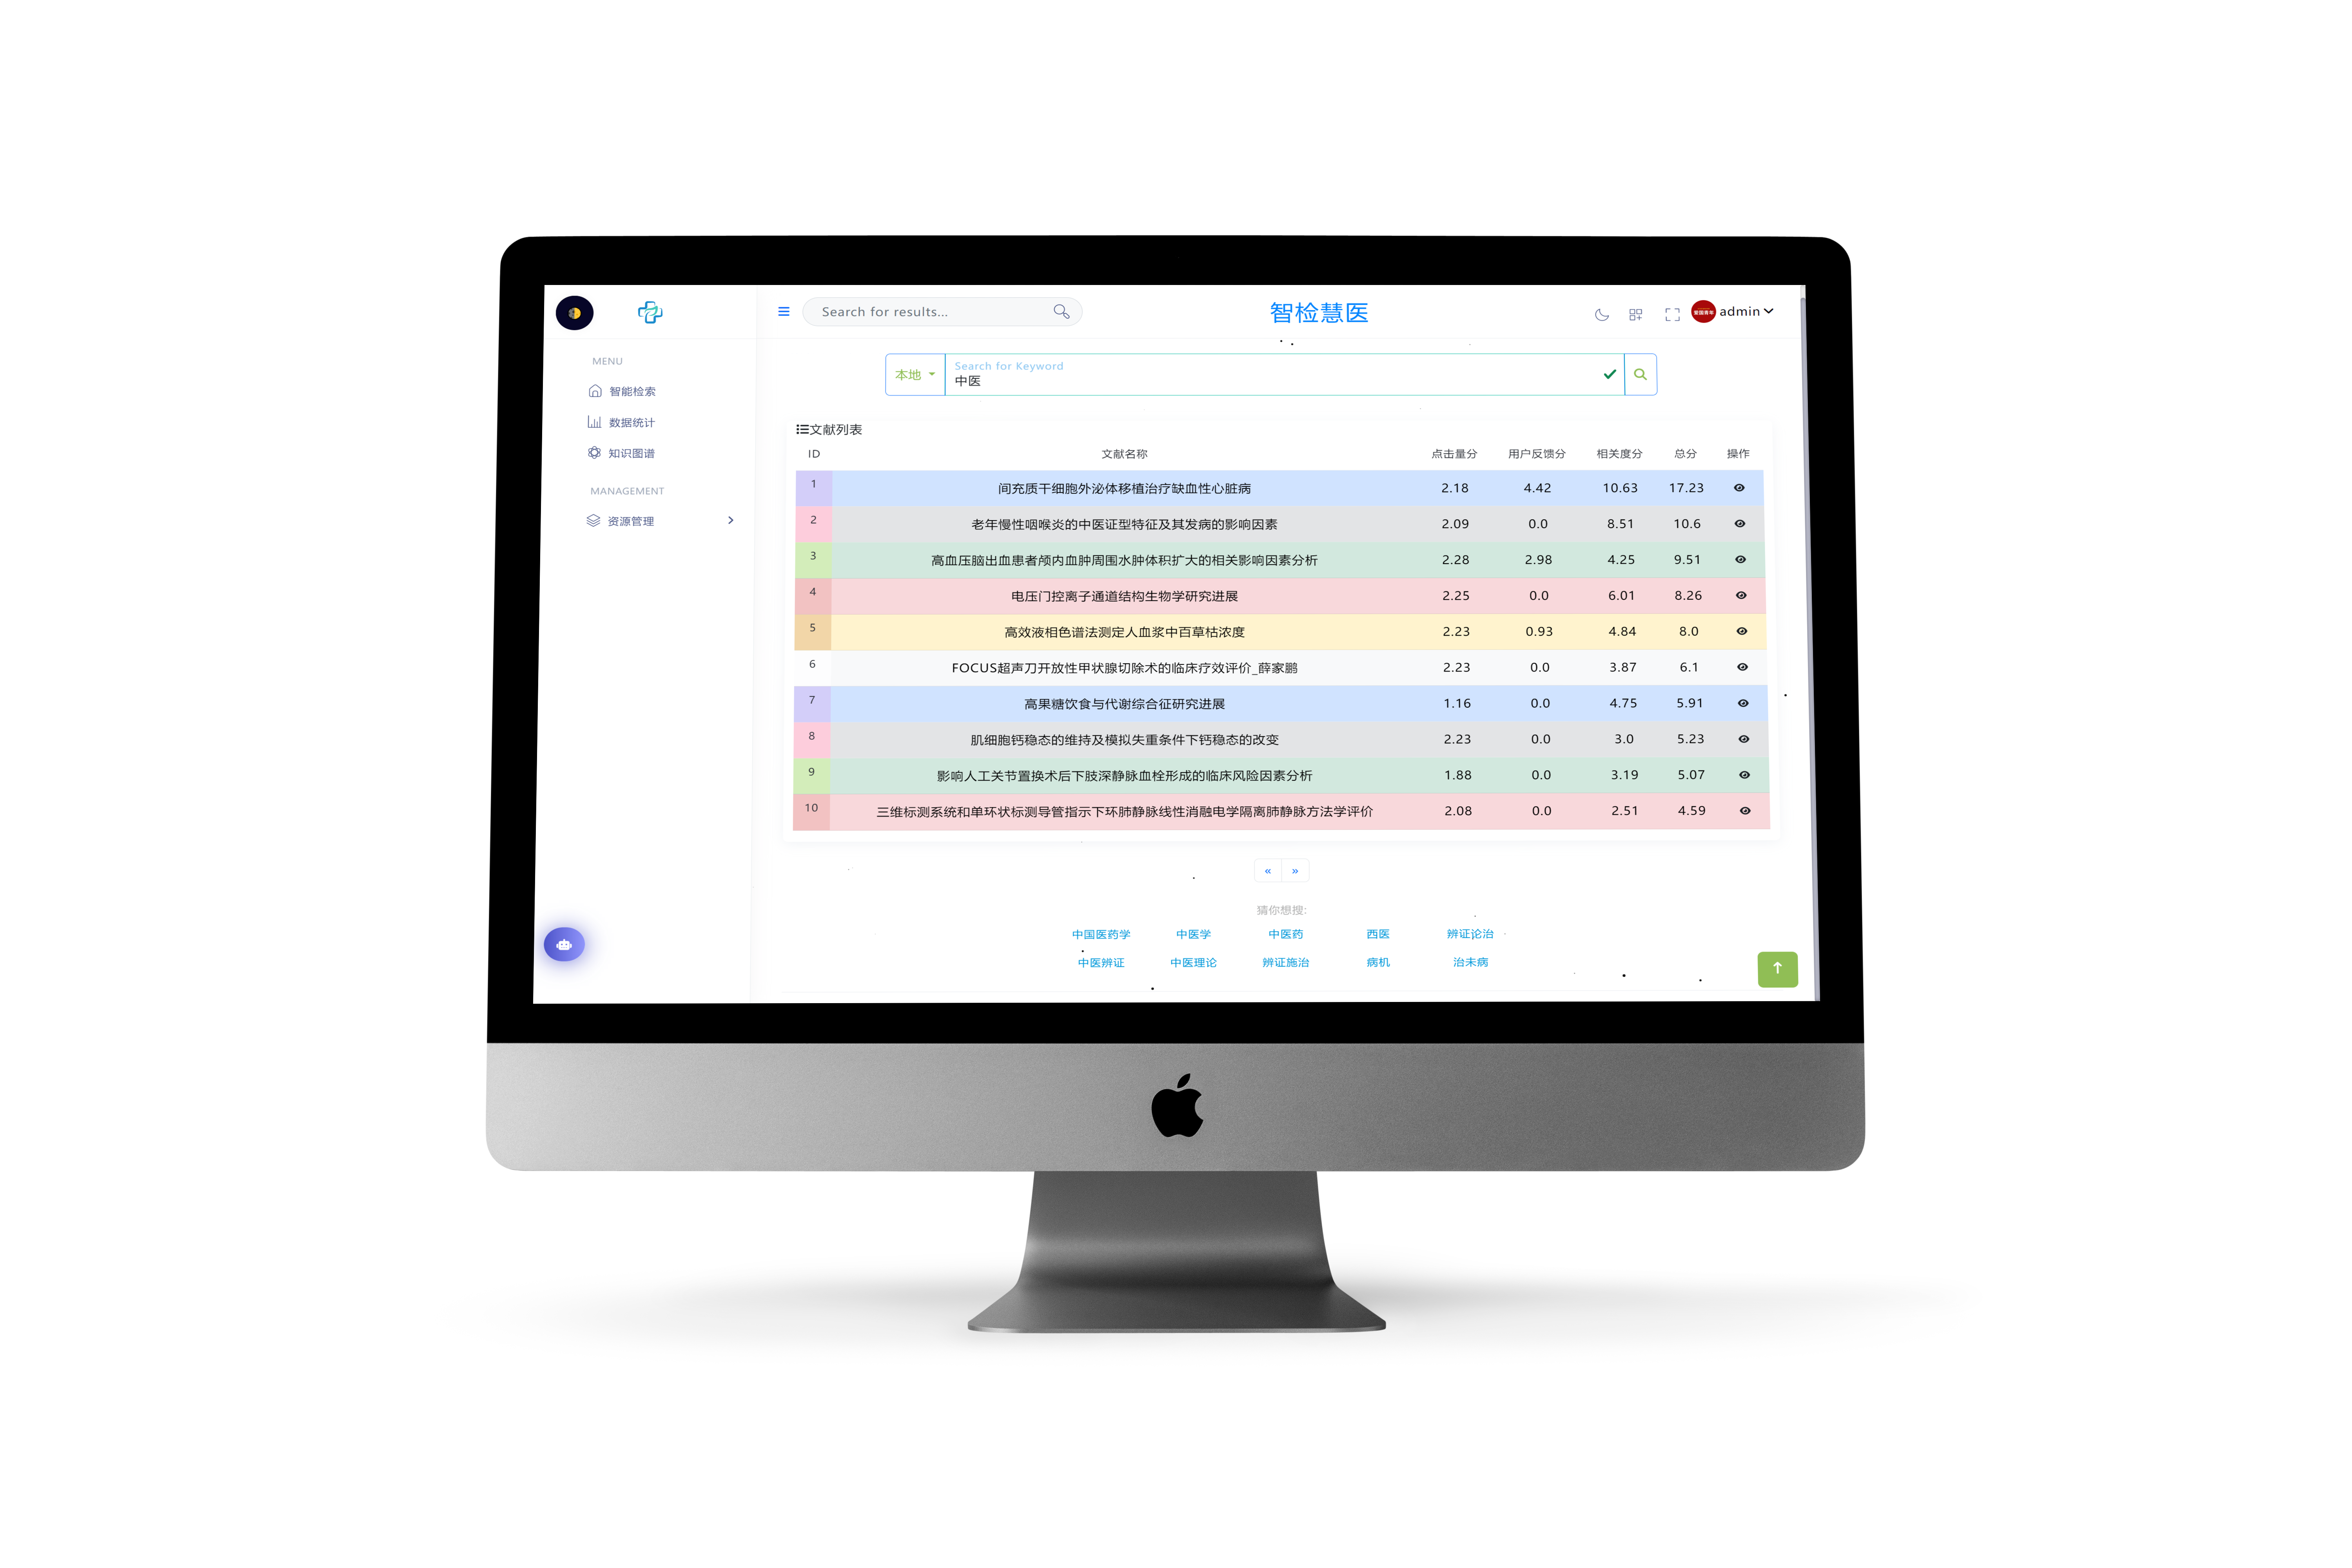 Search for results...
智检慧医
admin
MENU
智能检索
数据统计
知识图谱
MANAGEMENT
资源管理
本地
Search for Keyword
中医
文献列表
ID 文献名称 点击量分 用户反馈分 相关度分 总分 操作
1 间充质干细胞外泌体移植治疗缺血性心脏病 2.18 4.42 10.63 17.23
2 老年慢性咽喉炎的中医证型特征及其发病的影响因素 2.09 0.0 8.51 10.6
3 高血压脑出血患者颅内血肿周围水肿体积扩大的相关影响因素分析 2.28 2.98 4.25 9.51
4 电压门控离子通道结构生物学研究进展 2.25 0.0 6.01 8.26
5 高效液相色谱法测定人血浆中百草枯浓度 2.23 0.93 4.84 8.0
6 FOCUS超声刀开放性甲状腺切除术的临床疗效评价_薛家鹏 2.23 0.0 3.87 6.1
7 高果糖饮食与代谢综合征研究进展 1.16 0.0 4.75 5.91
8 肌细胞钙稳态的维持及模拟失重条件下钙稳态的改变 2.23 0.0 3.0 5.23
9 影响人工关节置换术后下肢深静脉血栓形成的临床风险因素分析 1.88 0.0 3.19 5.07
10 三维标测系统和单环状标测导管指示下环肺静脉线性消融电学隔离肺静脉方法学评价 2.08 0.0 2.51 4.59
« »
猜你想搜:
中国医药学 中医学 中医药 西医 辨证论治
中医辨证 中医理论 辨证施治 病机 治未病